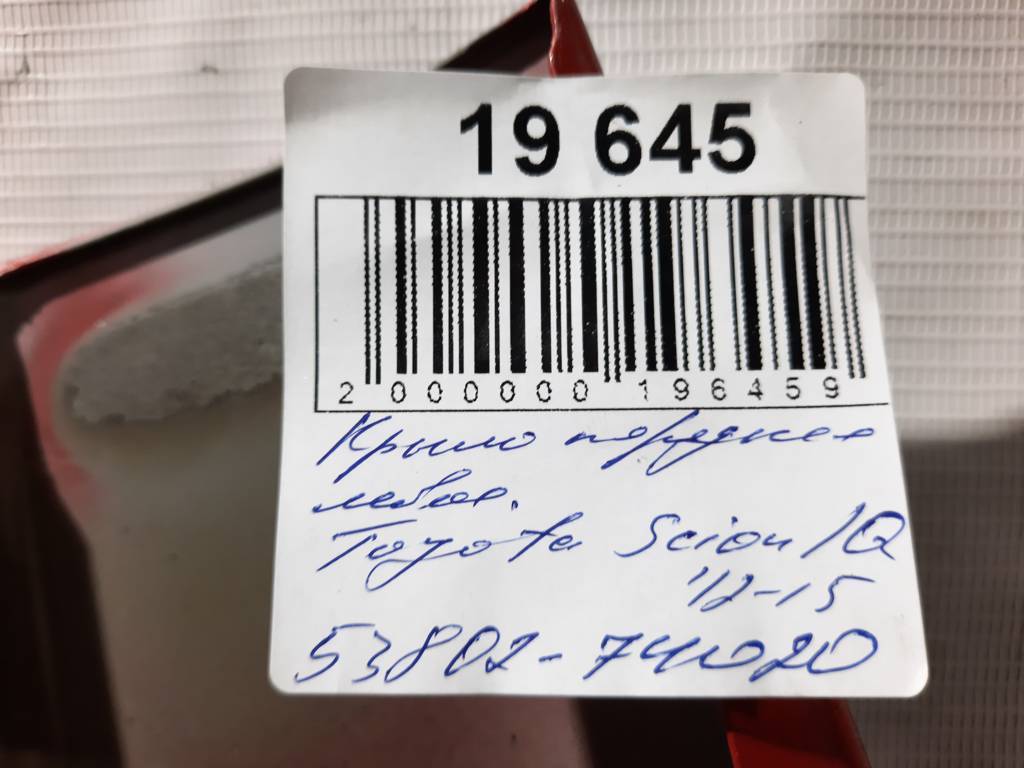 19 645
2 000000 196459
Крыло переднее
левое.
Toyota Scion IQ
'12-15
53802-74020